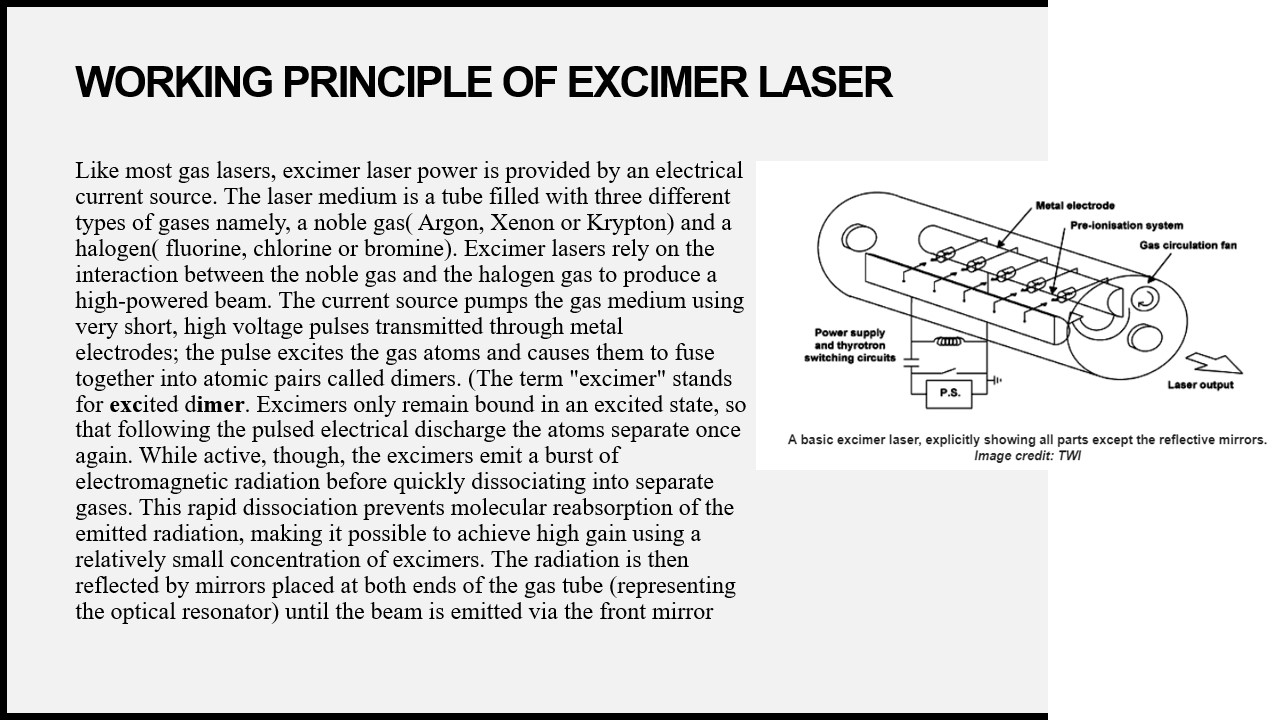 WORKING PRINCIPLE OF EXCIMER LASER
Like most gas lasers, excimer laser power is provided by an electrical
current source. The laser medium is a tube filled with three different
types of gases namely, a noble gas( Argon, Xenon or Krypton) and a
halogen( fluorine, chlorine or bromine). Excimer lasers rely on the
interaction between the noble gas and the halogen gas to produce a
high-powered beam. The current source pumps the gas medium using
very short, high voltage pulses transmitted through metal
electrodes; the pulse excites the gas atoms and causes them to fuse
together into atomic pairs called dimers. (The term "excimer" stands
for excited dimer. Excimers only remain bound in an excited state, so
that following the pulsed electrical discharge the atoms separate once
again. While active, though, the excimers emit a burst of
electromagnetic radiation before quickly dissociating into separate
gases. This rapid dissociation prevents molecular reabsorption of the
emitted radiation, making it possible to achieve high gain using a
relatively small concentration of excimers. The radiation is then
reflected by mirrors placed at both ends of the gas tube (representing
the optical resonator) until the beam is emitted via the front mirror
Metal electrode
Pre-ionisation system
Gas circulation fan
Power supply
and thyrotron
switching circuits
P.S.
Laser output
A basic excimer laser, explicitly showing all parts except the reflective mirrors.
Image credit: TWI